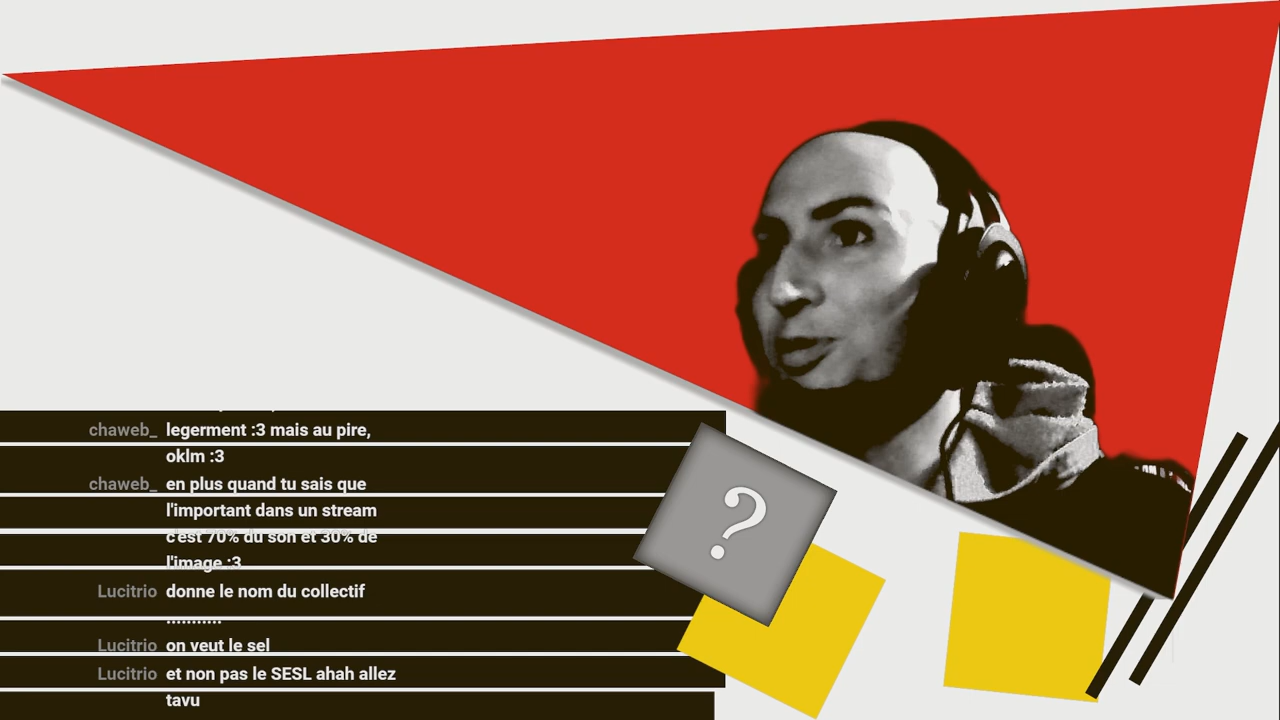 chaweb_ legerment :3 mais au pire,
oklm :3
chaweb_ en plus quand tu sais que
l'important dans un stream
c'est 70% du son et 30% de
l'image :3
Lucitrio donne le nom du collectif
...........
Lucitrio on veut le sel
Lucitrio et non pas le SESL ahah allez
tavu
?